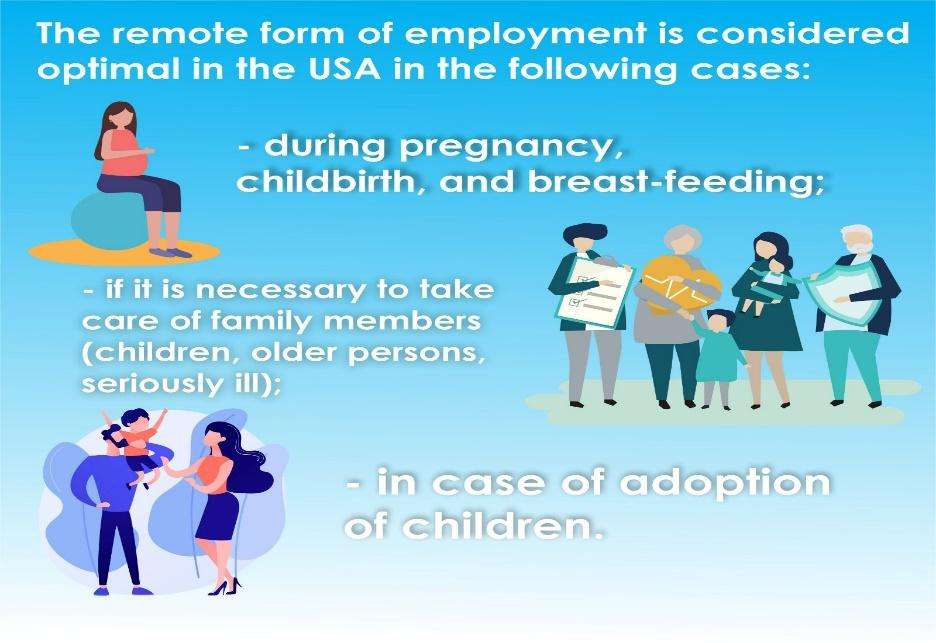 The remote form of employment is considered
optimal in the USA in the following cases:
- during pregnancy,
childbirth, and breast-feeding;
- if it is necessary to take
care of family members
(children, older persons,
seriously ill);
- in case of adoption
of children.